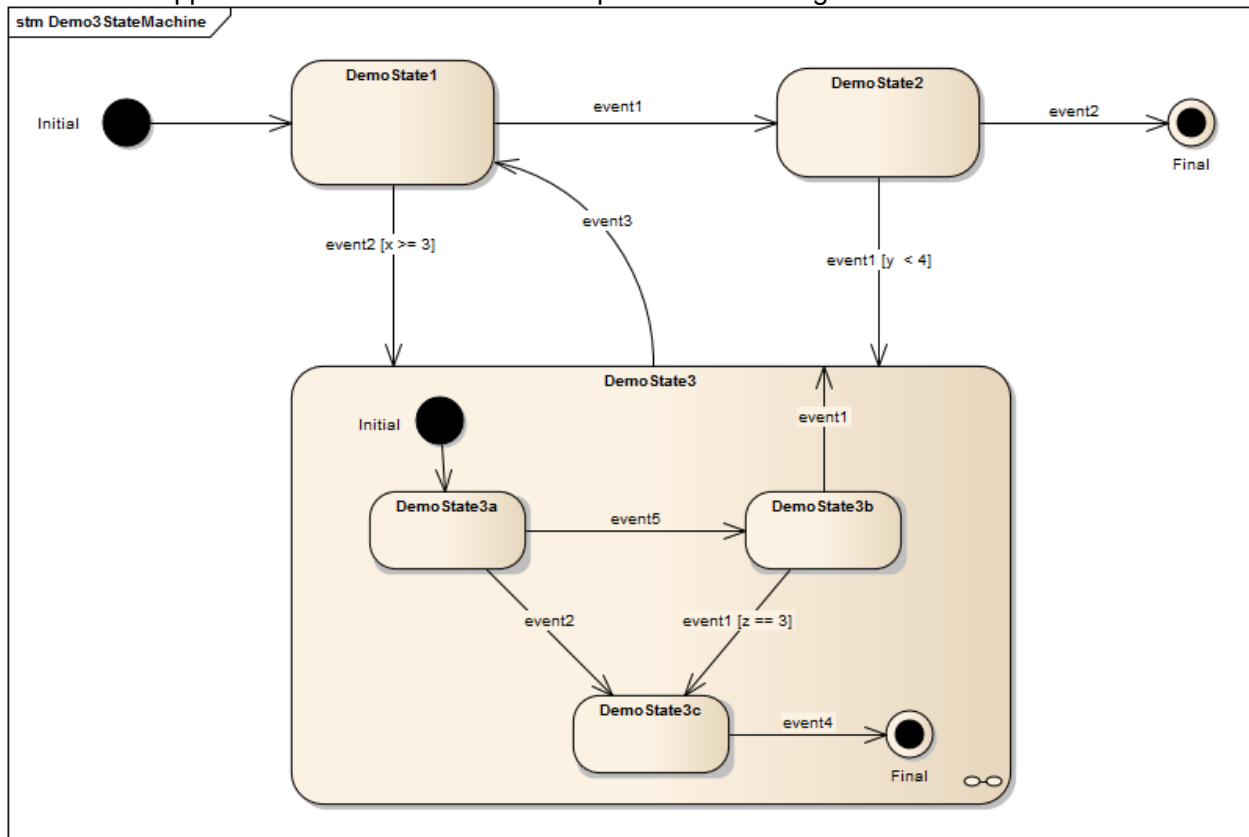 stm Demo3StateMachine
DemoState1
DemoState2
Initial
event1
event2
Final
event3
event2 [x >= 3]
event1 [y  < 4]
DemoState3
Initial
event1
DemoState3a
DemoState3b
event5
event2
event1 [z == 3]
DemoState3c
event4
Final